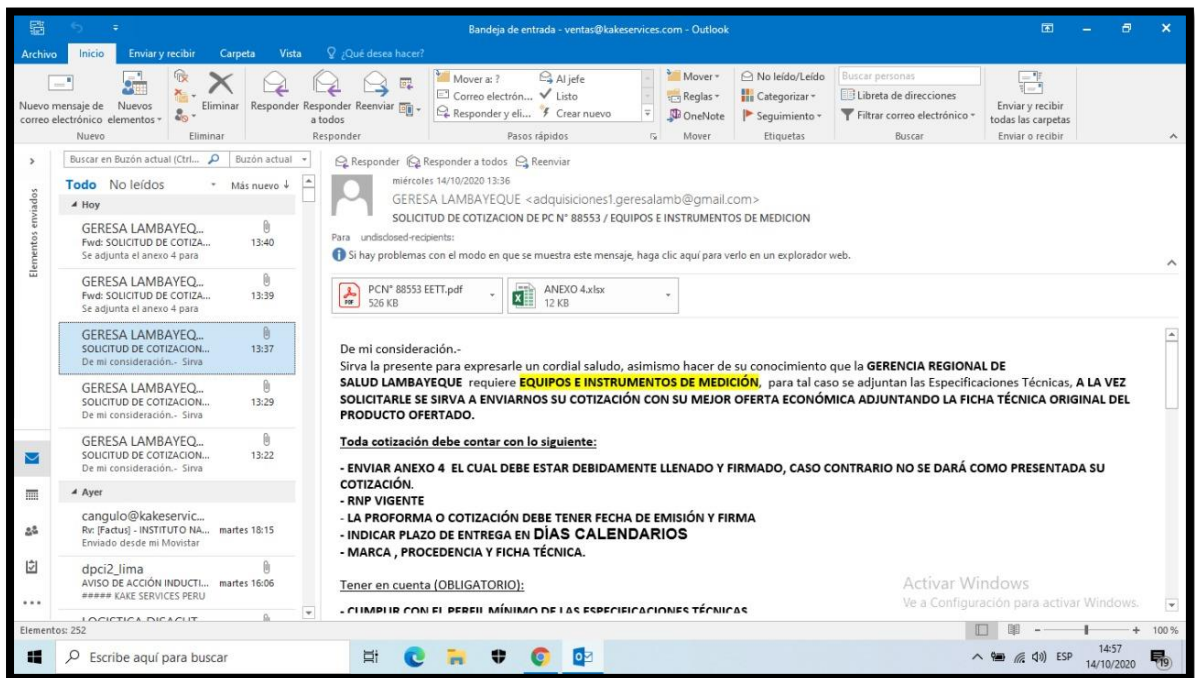 Bandeja de entrada - ventas@kakeservices.com - Outlook
Archivo Inicio Enviar y recibir Carpeta Vista ¿Qué desea hacer?
Nuevo mensaje de correo electrónico
Nuevos elementos
Nuevo
Eliminar
Eliminar
Responder
Responder a todos
Reenviar
Responder
Mover a: ?
Correo electrón...
Responder y eli...
Al jefe
Listo
Crear nuevo
Pasos rápidos
Mover
Reglas
OneNote
Mover
No leído/Leído
Categorizar
Seguimiento
Etiquetas
Buscar personas
Libreta de direcciones
Filtrar correo electrónico
Buscar
Enviar y recibir todas las carpetas
Enviar o recibir
Elementos enviados
Buscar en Buzón actual (Ctrl... Buzón actual
Todo No leídos Más nuevo ↓
Hoy
GERESA LAMBAYEQ...
Fwd: SOLICITUD DE COTIZA... 13:40
Se adjunta el anexo 4 para
GERESA LAMBAYEQ...
Fwd: SOLICITUD DE COTIZA... 13:39
Se adjunta el anexo 4 para
GERESA LAMBAYEQ...
SOLICITUD DE COTIZACION... 13:37
De mi consideración.- Sirva
GERESA LAMBAYEQ...
SOLICITUD DE COTIZACION... 13:29
De mi consideración.- Sirva
GERESA LAMBAYEQ...
SOLICITUD DE COTIZACION... 13:22
De mi consideración.- Sirva
Ayer
cangulo@kakeservic...
Rv: [Factus] - INSTITUTO NA... martes 18:15
Enviado desde mi Movistar
dpci2_lima
AVISO DE ACCIÓN INDUCTI... martes 16:06
##### KAKE SERVICES PERU
Responder Responder a todos Reenviar
miércoles 14/10/2020 13:36
GERESA LAMBAYEQUE <adquisiciones1.geresalamb@gmail.com>
SOLICITUD DE COTIZACION DE PC N° 88553 / EQUIPOS E INSTRUMENTOS DE MEDICION
Para undisclosed-recipients:
Si hay problemas con el modo en que se muestra este mensaje, haga clic aquí para verlo en un explorador web.
PCN° 88553 EETT.pdf
526 KB
ANEXO 4.xlsx
12 KB
De mi consideración.-
Sirva la presente para expresarle un cordial saludo, asimismo hacer de su conocimiento que la GERENCIA REGIONAL DE
SALUD LAMBAYEQUE requiere EQUIPOS E INSTRUMENTOS DE MEDICIÓN, para tal caso se adjuntan las Especificaciones Técnicas, A LA VEZ
SOLICITARLE SE SIRVA A ENVIARNOS SU COTIZACIÓN CON SU MEJOR OFERTA ECONÓMICA ADJUNTANDO LA FICHA TÉCNICA ORIGINAL DEL
PRODUCTO OFERTADO.
Toda cotización debe contar con lo siguiente:
- ENVIAR ANEXO 4 EL CUAL DEBE ESTAR DEBIDAMENTE LLENADO Y FIRMADO, CASO CONTRARIO NO SE DARÁ COMO PRESENTADA SU
COTIZACIÓN.
- RNP VIGENTE
- LA PROFORMA O COTIZACIÓN DEBE TENER FECHA DE EMISIÓN Y FIRMA
- INDICAR PLAZO DE ENTREGA EN DÍAS CALENDARIOS
- MARCA , PROCEDENCIA Y FICHA TÉCNICA.
Tener en cuenta (OBLIGATORIO):
- CUMPLIR CON EL PERFIL MÍNIMO DE LAS ESPECIFICACIONES TÉCNICAS
Activar Windows
Ve a Configuración para activar Windows.
Elementos: 252
100 %
Escribe aquí para buscar
ESP
14:57
14/10/2020
19